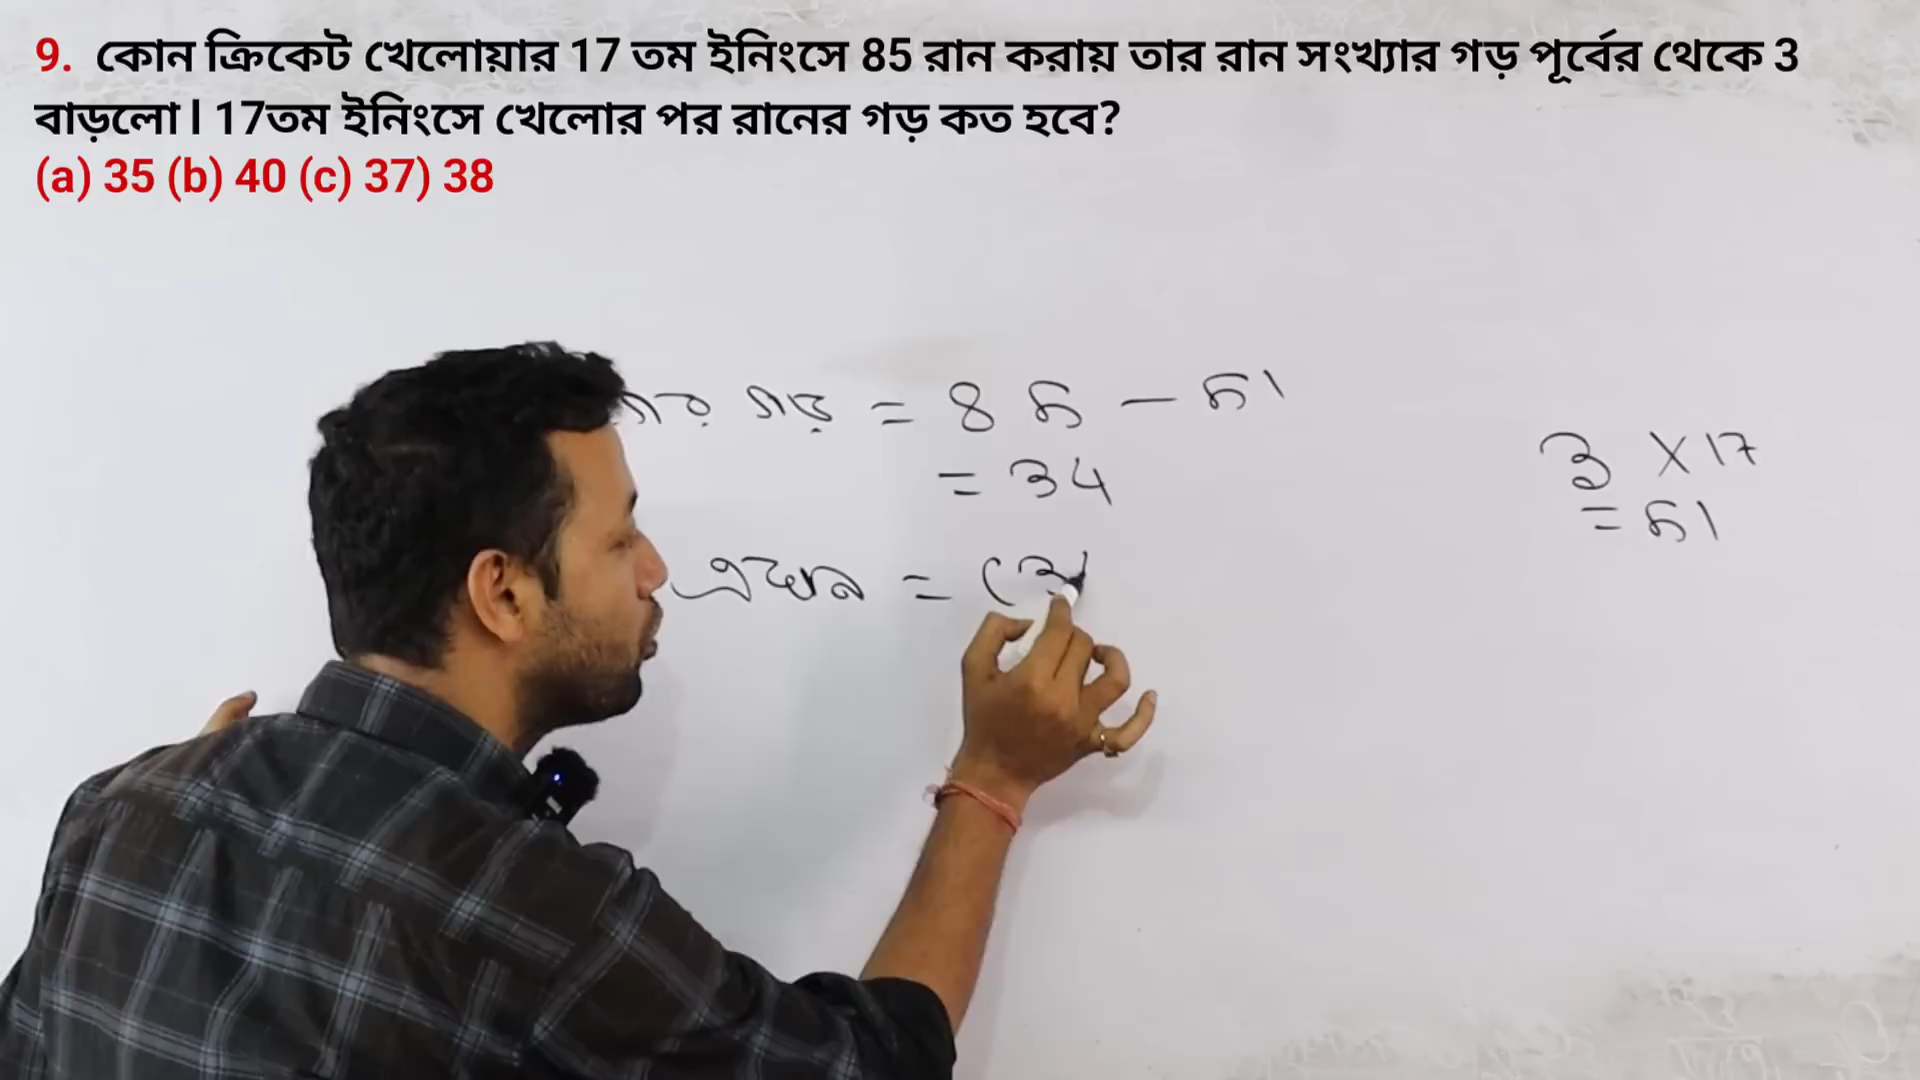 9. কোন ক্রিকেট খেলোয়ার 17 তম ইনিংসে 85 রান করায় তার রান সংখ্যার গড় পূর্বের থেকে 3
বাড়লো। 17তম ইনিংসে খেলোর পর রানের গড় কত হবে?
(a) 35 (b) 40 (c) 37) 38
গড় = 85 - 51
= 34
এখন = (3
3 X 17
= 51